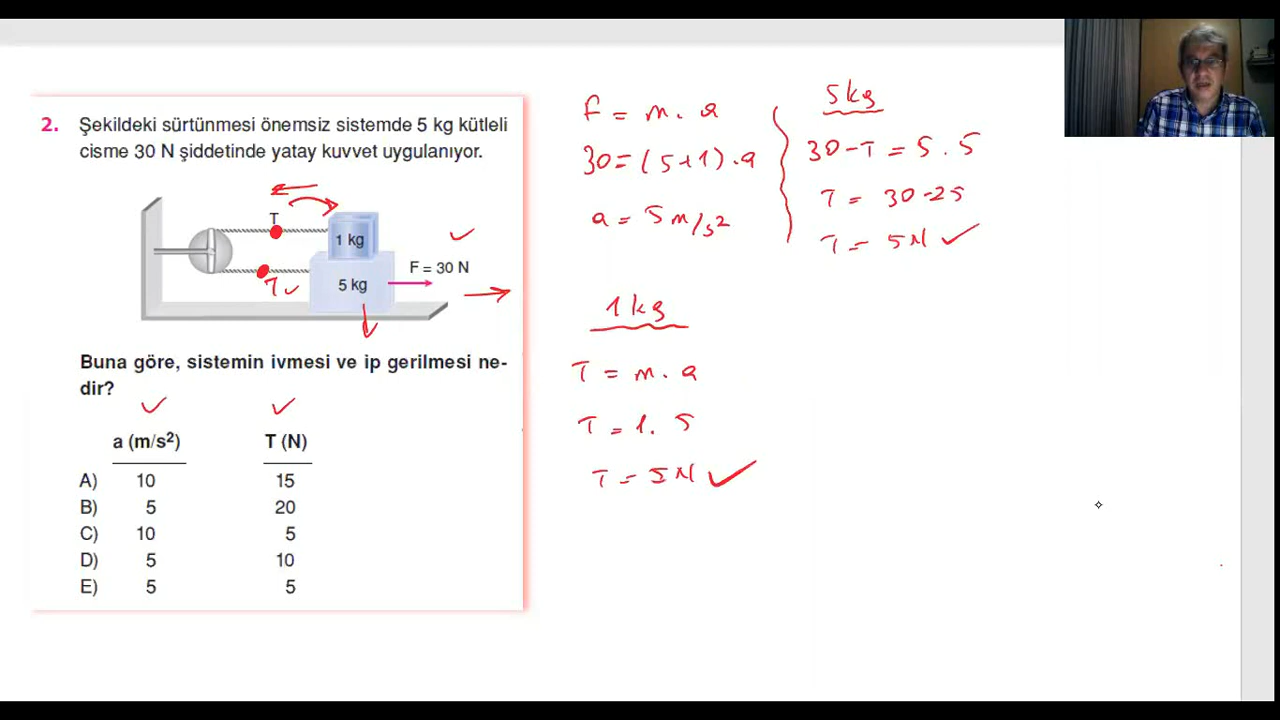 2. Şekildeki sürtünmesi önemsiz sistemde 5 kg kütleli
cisme 30 N şiddetinde yatay kuvvet uygulanıyor.
T
1 kg
5 kg
F = 30 N
T
Buna göre, sistemin ivmesi ve ip gerilmesi ne-
dir?
a (m/s²) T (N)
A) 10 15
B) 5 20
C) 10 5
D) 5 10
E) 5 5
F = m. a
30 = (5+1) . a
a = 5 m/s²
5 kg
30 - T = 5 . 5
T = 30 - 25
T = 5N
1 kg
T = m. a
T = 1. 5
T = 5N